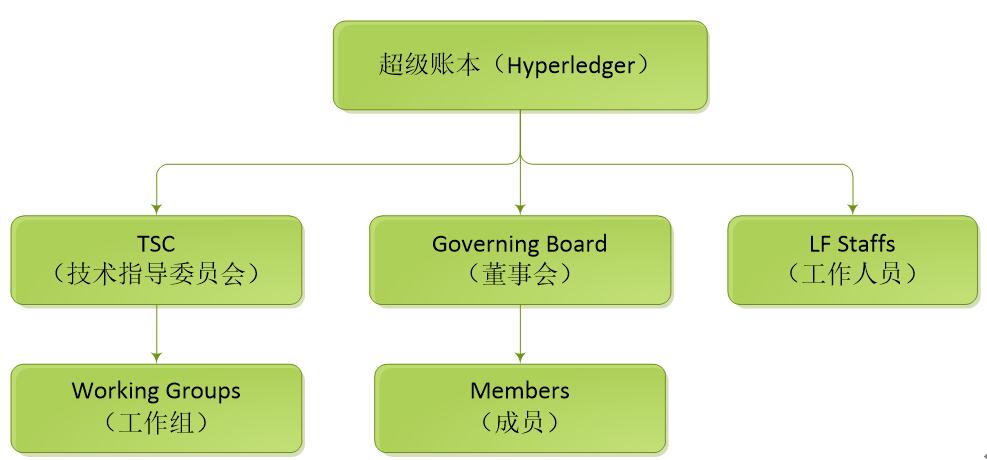 超级账本（Hyperledger）
TSC
（技术指导委员会）
Governing Board
（董事会）
LF Staffs
（工作人员）
Working Groups
（工作组）
Members
（成员）